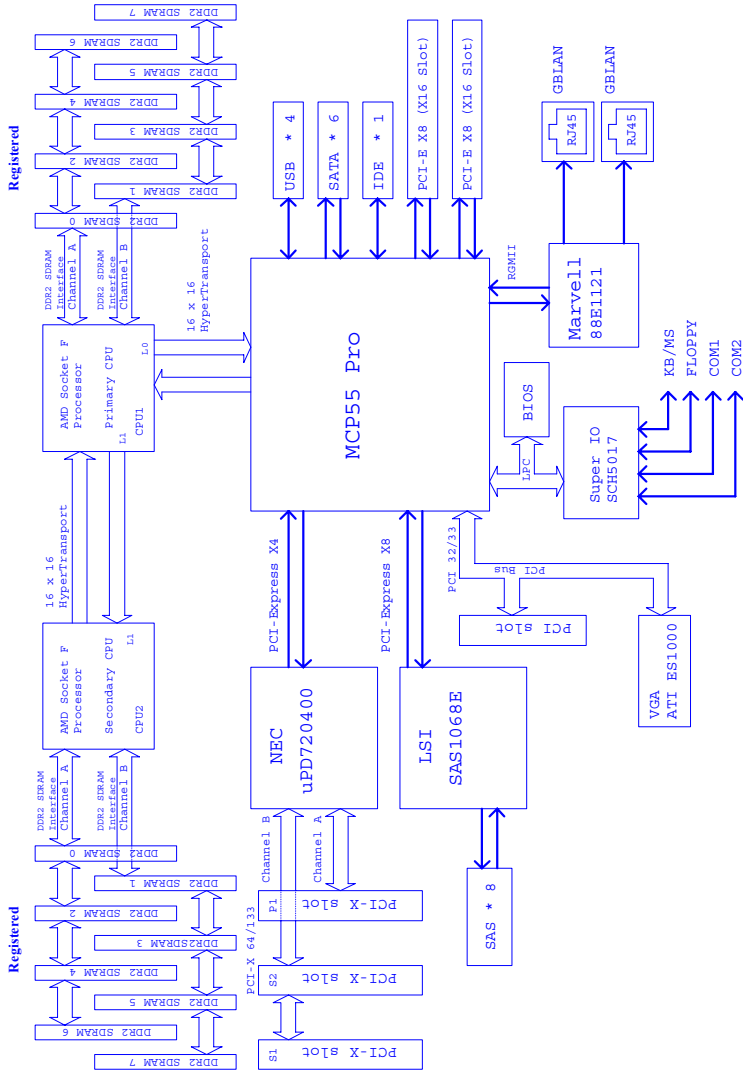 Registered
DDR2 SDRAM 6
DDR2 SDRAM 4
DDR2 SDRAM 2
DDR2 SDRAM 0
DDR2 SDRAM 7
DDR2 SDRAM 5
DDR2SDRAM 3
DDR2 SDRAM 1
DDR2 SDRAM
Interface
Channel A
DDR2 SDRAM
Interface
Channel B
AMD Socket F
Processor
Secondary CPU
L1
CPU2
16 x 16
HyperTransport
AMD Socket F
Processor
Primary CPU
L1
L0
CPU1
DDR2 SDRAM
Interface
Channel A
DDR2 SDRAM
Interface
Channel B
Registered
DDR2 SDRAM 0
DDR2 SDRAM 2
DDR2 SDRAM 4
DDR2 SDRAM 6
DDR2 SDRAM 1
DDR2 SDRAM 3
DDR2 SDRAM 5
DDR2 SDRAM 7
16 x 16
HyperTransport
PCI-X 64/133
S1
PCI-X slot
S2
PCI-X slot
P1
PCI-X slot
Channel B
Channel A
NEC
uPD720400
PCI-Express X4
MCP55 Pro
USB * 4
SATA * 6
IDE * 1
PCI-E X8 (X16 Slot)
PCI-E X8 (X16 Slot)
SAS * 8
LSI
SAS1068E
PCI-Express X8
PCI 32/33
PCI Bus
PCI slot
VGA
ATI ES1000
LPC
BIOS
Super IO
SCH5017
KB/MS
FLOPPY
COM1
COM2
RGMII
Marvell
88E1121
RJ45
GBLAN
RJ45
GBLAN